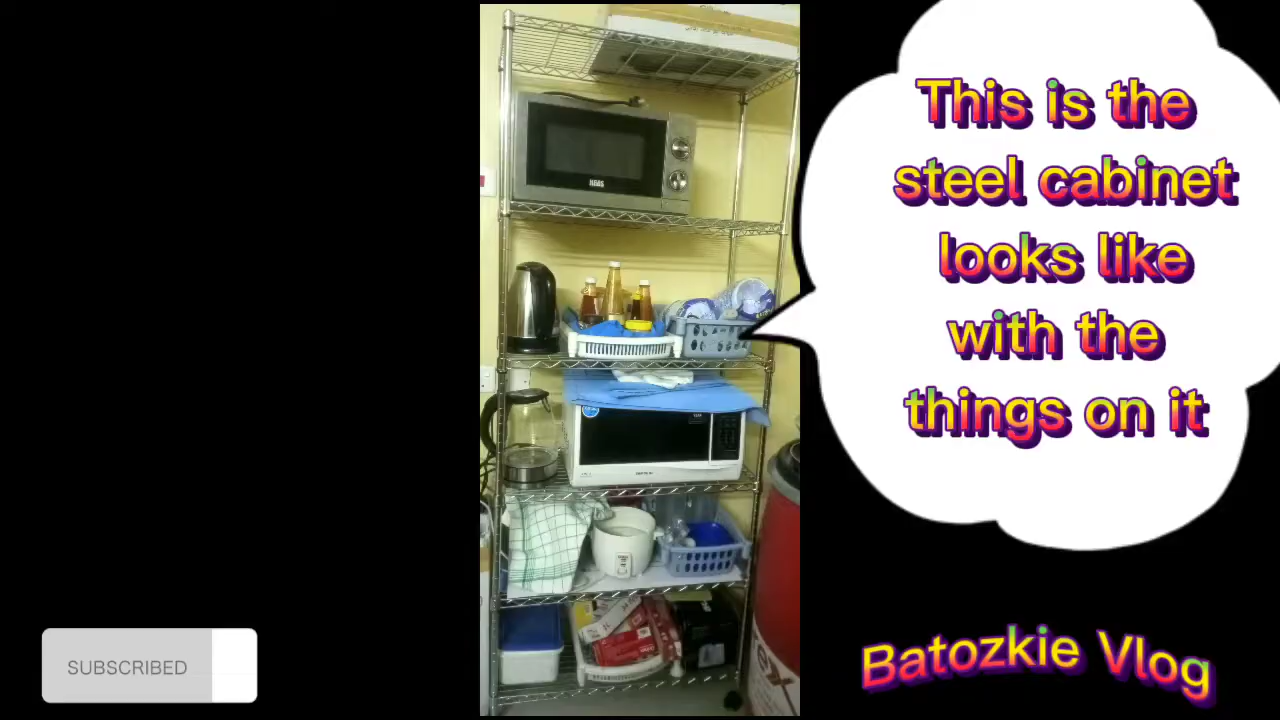 This is the
steel cabinet
looks like
with the
things on it
SUBSCRIBED
Batozkie Vlog